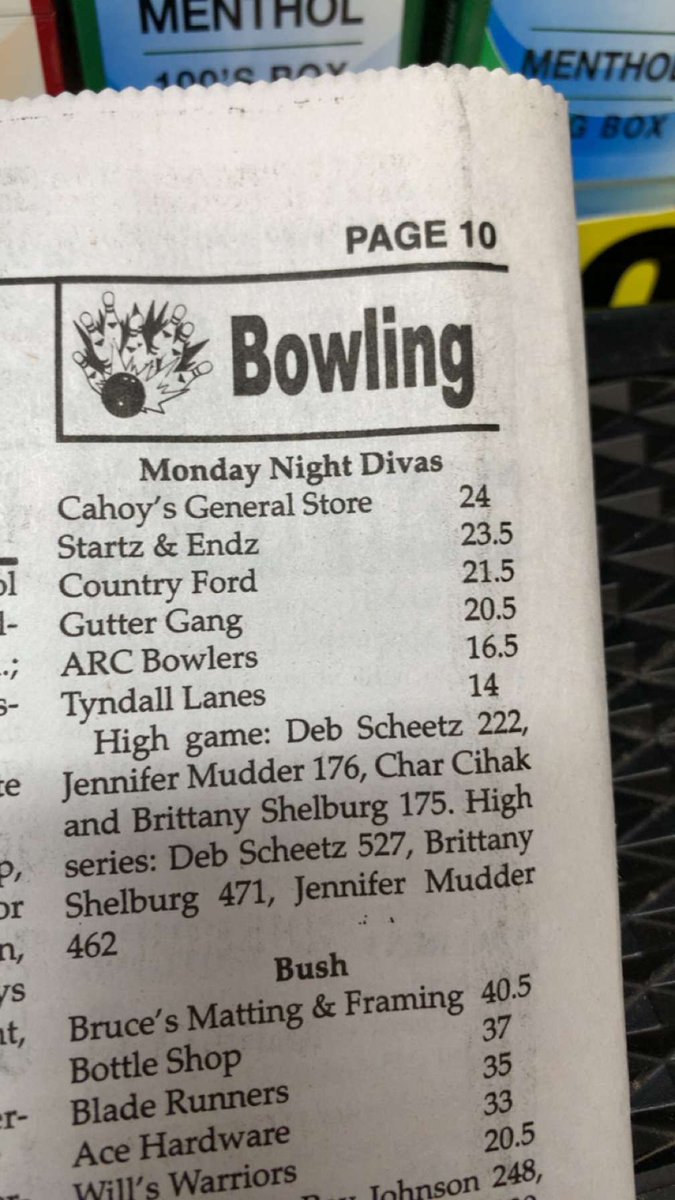 MENTHOL
100'S BOX
MENTHOL
G BOX
PAGE 10
Bowling
Monday Night Divas
Cahoy's General Store 24
Startz & Endz 23.5
Country Ford 21.5
Gutter Gang 20.5
ARC Bowlers 16.5
Tyndall Lanes 14
High game: Deb Scheetz 222,
Jennifer Mudder 176, Char Cihak
and Brittany Shelburg 175. High
series: Deb Scheetz 527, Brittany
Shelburg 471, Jennifer Mudder
462
Bush
Bruce's Matting & Framing 40.5
Bottle Shop 37
Blade Runners 35
Ace Hardware 33
Will's Warriors 20.5
Johnson 248,